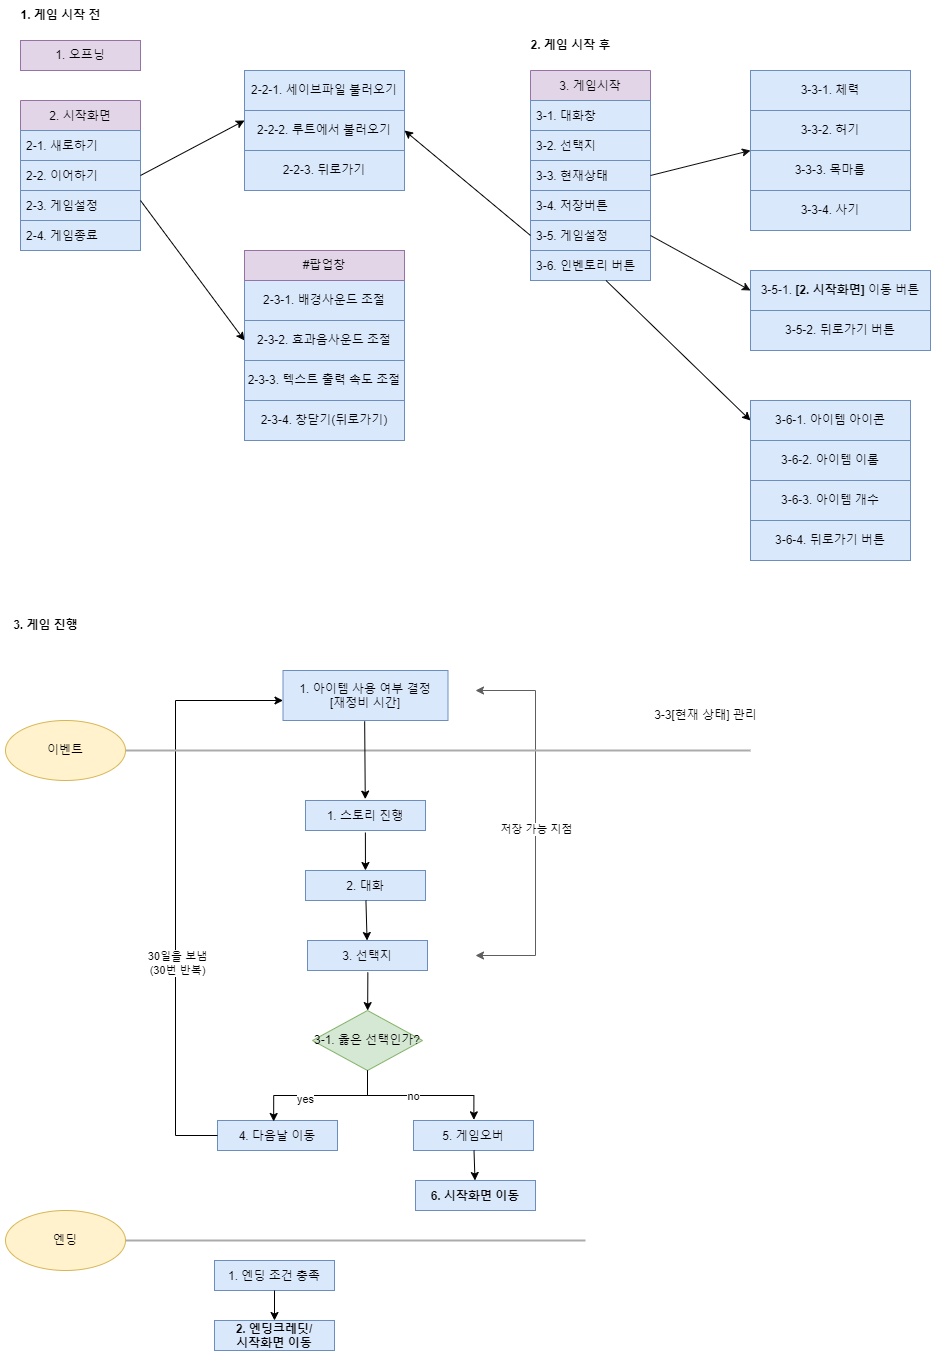 1. 게임 시작 전
1. 오프닝
2. 시작화면
2-1. 새로하기
2-2. 이어하기
2-3. 게임설정
2-4. 게임종료
2-2-1. 세이브파일 불러오기
2-2-2. 루트에서 불러오기
2-2-3. 뒤로가기
#팝업창
2-3-1. 배경사운드 조절
2-3-2. 효과음사운드 조절
2-3-3. 텍스트 출력 속도 조절
2-3-4. 창닫기(뒤로가기)
2. 게임 시작 후
3. 게임시작
3-1. 대화창
3-2. 선택지
3-3. 현재상태
3-4. 저장버튼
3-5. 게임설정
3-6. 인벤토리 버튼
3-3-1. 체력
3-3-2. 허기
3-3-3. 목마름
3-3-4. 사기
3-5-1. [2. 시작화면] 이동 버튼
3-5-2. 뒤로가기 버튼
3-6-1. 아이템 아이콘
3-6-2. 아이템 이름
3-6-3. 아이템 개수
3-6-4. 뒤로가기 버튼
3. 게임 진행
1. 아이템 사용 여부 결정
[재정비 시간]
3-3[현재 상태] 관리
이벤트
1. 스토리 진행
저장 가능 지점
2. 대화
3. 선택지
30일을 보냄
(30번 반복)
3-1. 옳은 선택인가?
yes
no
4. 다음날 이동
5. 게임오버
6. 시작화면 이동
엔딩
1. 엔딩 조건 충족
2. 엔딩크레딧/
시작화면 이동